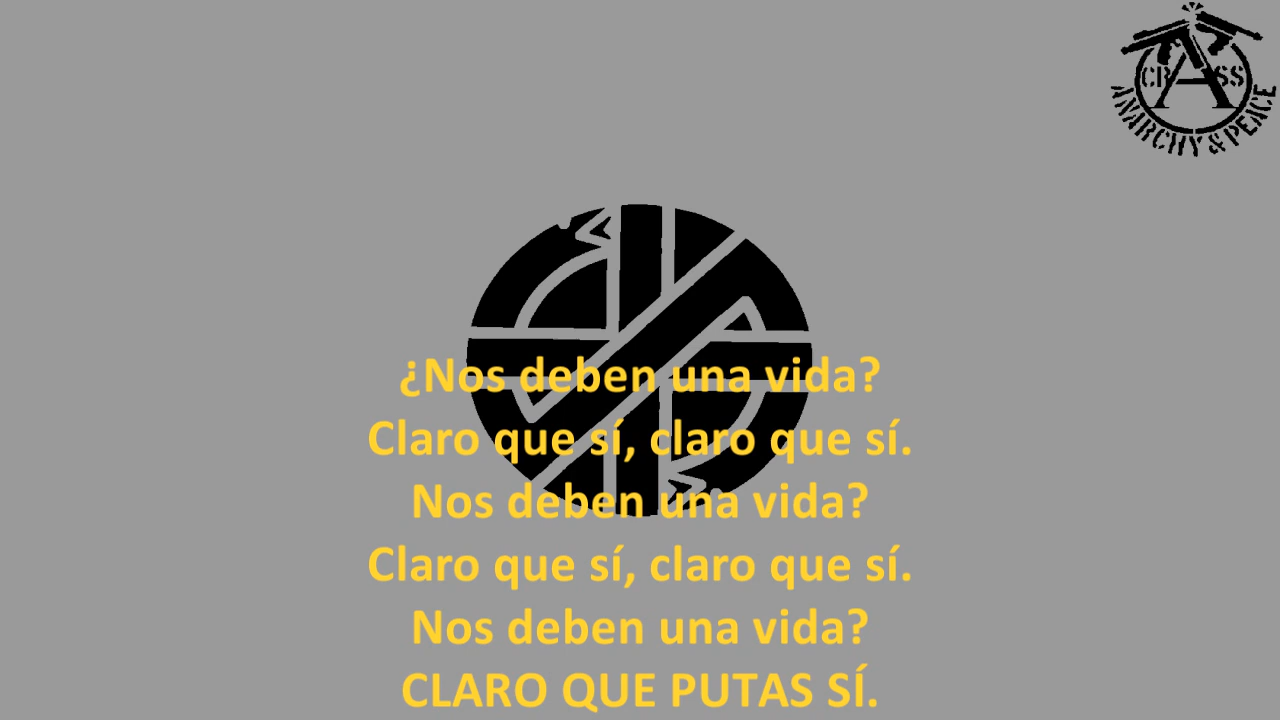 CRASS
ANARCHY & PEACE
¿Nos deben una vida?
Claro que sí, claro que sí.
Nos deben una vida?
Claro que sí, claro que sí.
Nos deben una vida?
CLARO QUE PUTAS SÍ.